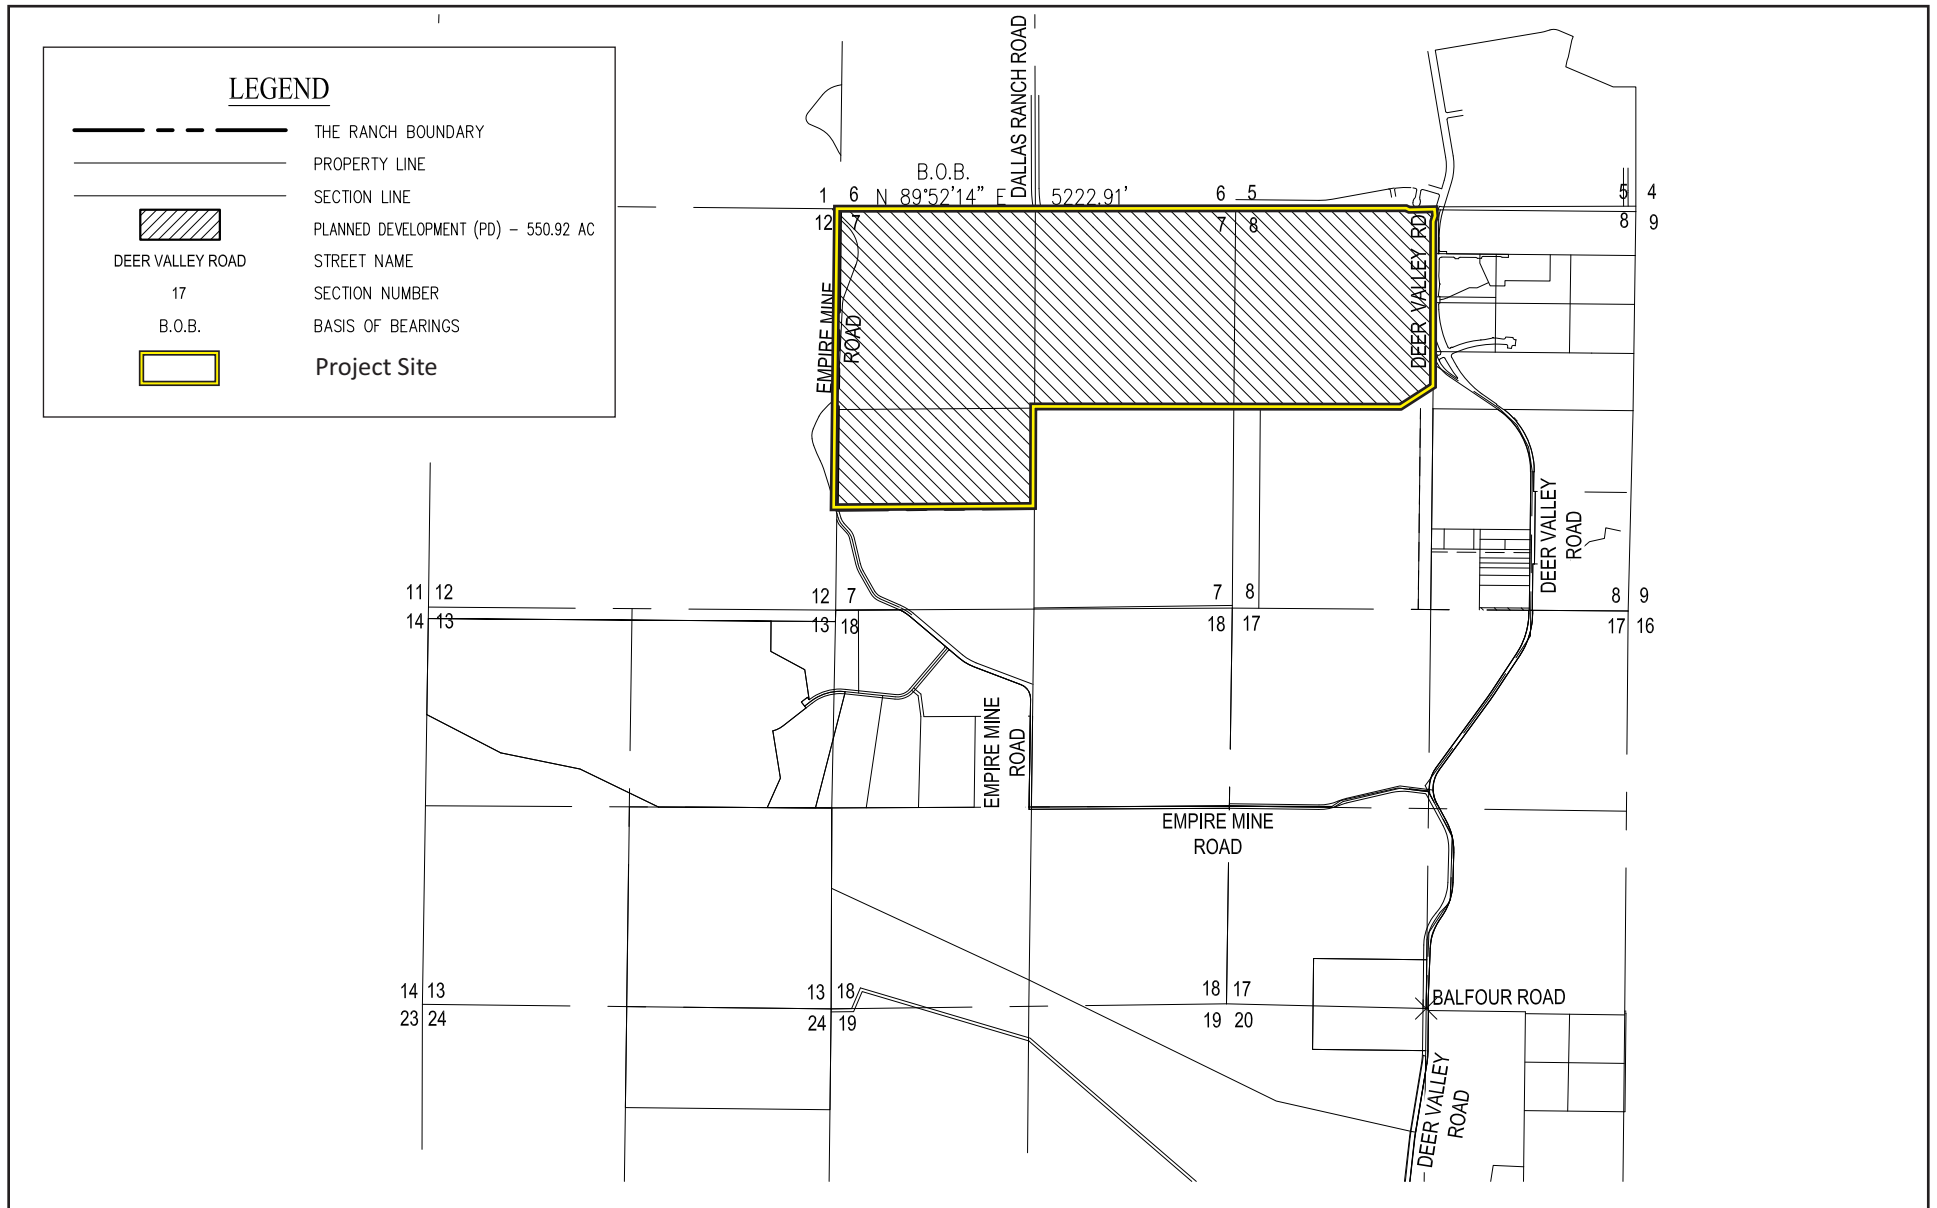 LEGEND
THE RANCH BOUNDARY
PROPERTY LINE
SECTION LINE
PLANNED DEVELOPMENT (PD) - 550.92 AC
DEER VALLEY ROAD STREET NAME
17 SECTION NUMBER
B.O.B. BASIS OF BEARINGS
Project Site
DALLAS RANCH ROAD
B.O.B.
1 6 N 89°52'14" E 5222.91' 6 5 5 4
12 7 7 8 8 9
EMPIRE MINE
ROAD
DEER VALLEY RD
DEER VALLEY
ROAD
11 12 12 7 7 8 8 9
14 13 13 18 18 17 17 16
EMPIRE MINE
ROAD
EMPIRE MINE
ROAD
14 13 13 18 18 17
BALFOUR ROAD
23 24 24 19 19 20
DEER VALLEY
ROAD